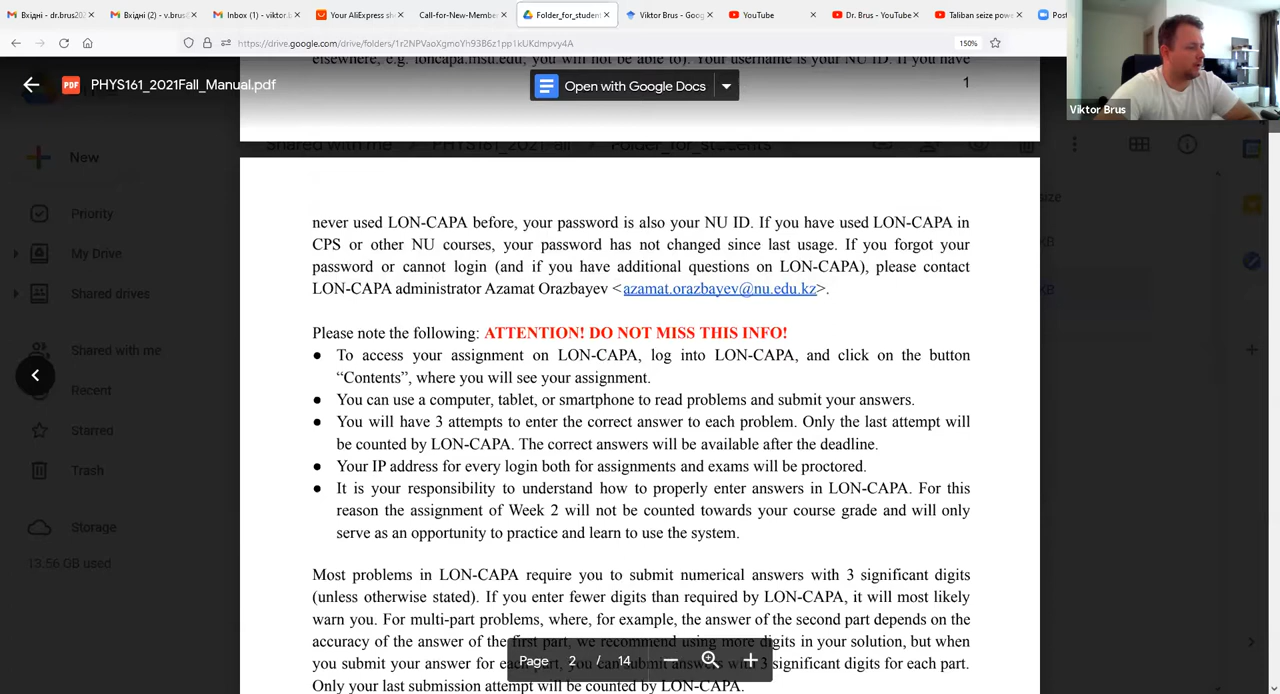 Вхідні - dr.brus20
Вхідні (2) - v.brus@
Inbox (1) - viktor.b
Your AliExpress sh
Call-for-New-Membe
Folder_for_studen
Viktor Brus - Goog
YouTube
Dr. Brus - YouTube
Taliban seize powe
Post
https://drive.google.com/drive/folders/1r2NPVaoXgmoYh93B6z1pp1kUKdmpvy4A
150%
PHYS161_2021Fall_Manual.pdf
Open with Google Docs
Viktor Brus
1
New
Shared with me
PHYS161_2021_Fall
Folder_for_students
Priority
My Drive
Shared drives
Shared with me
Recent
Starred
Trash
Storage
13.56 GB used
never used LON-CAPA before, your password is also your NU ID. If you have used LON-CAPA in
CPS or other NU courses, your password has not changed since last usage. If you forgot your
password or cannot login (and if you have additional questions on LON-CAPA), please contact
LON-CAPA administrator Azamat Orazbayev <azamat.orazbayev@nu.edu.kz>.
Please note the following: ATTENTION! DO NOT MISS THIS INFO!
● To access your assignment on LON-CAPA, log into LON-CAPA, and click on the button
“Contents”, where you will see your assignment.
● You can use a computer, tablet, or smartphone to read problems and submit your answers.
● You will have 3 attempts to enter the correct answer to each problem. Only the last attempt will
be counted by LON-CAPA. The correct answers will be available after the deadline.
● Your IP address for every login both for assignments and exams will be proctored.
● It is your responsibility to understand how to properly enter answers in LON-CAPA. For this
reason the assignment of Week 2 will not be counted towards your course grade and will only
serve as an opportunity to practice and learn to use the system.
Most problems in LON-CAPA require you to submit numerical answers with 3 significant digits
(unless otherwise stated). If you enter fewer digits than required by LON-CAPA, it will most likely
warn you. For multi-part problems, where, for example, the answer of the second part depends on the
accuracy of the answer of the first part, we recommend using more digits in your solution, but when
you submit your answer for each part, you can submit answers with 3 significant digits for each part.
Only your last submission attempt will be counted by LON-CAPA.
Page 2 / 14